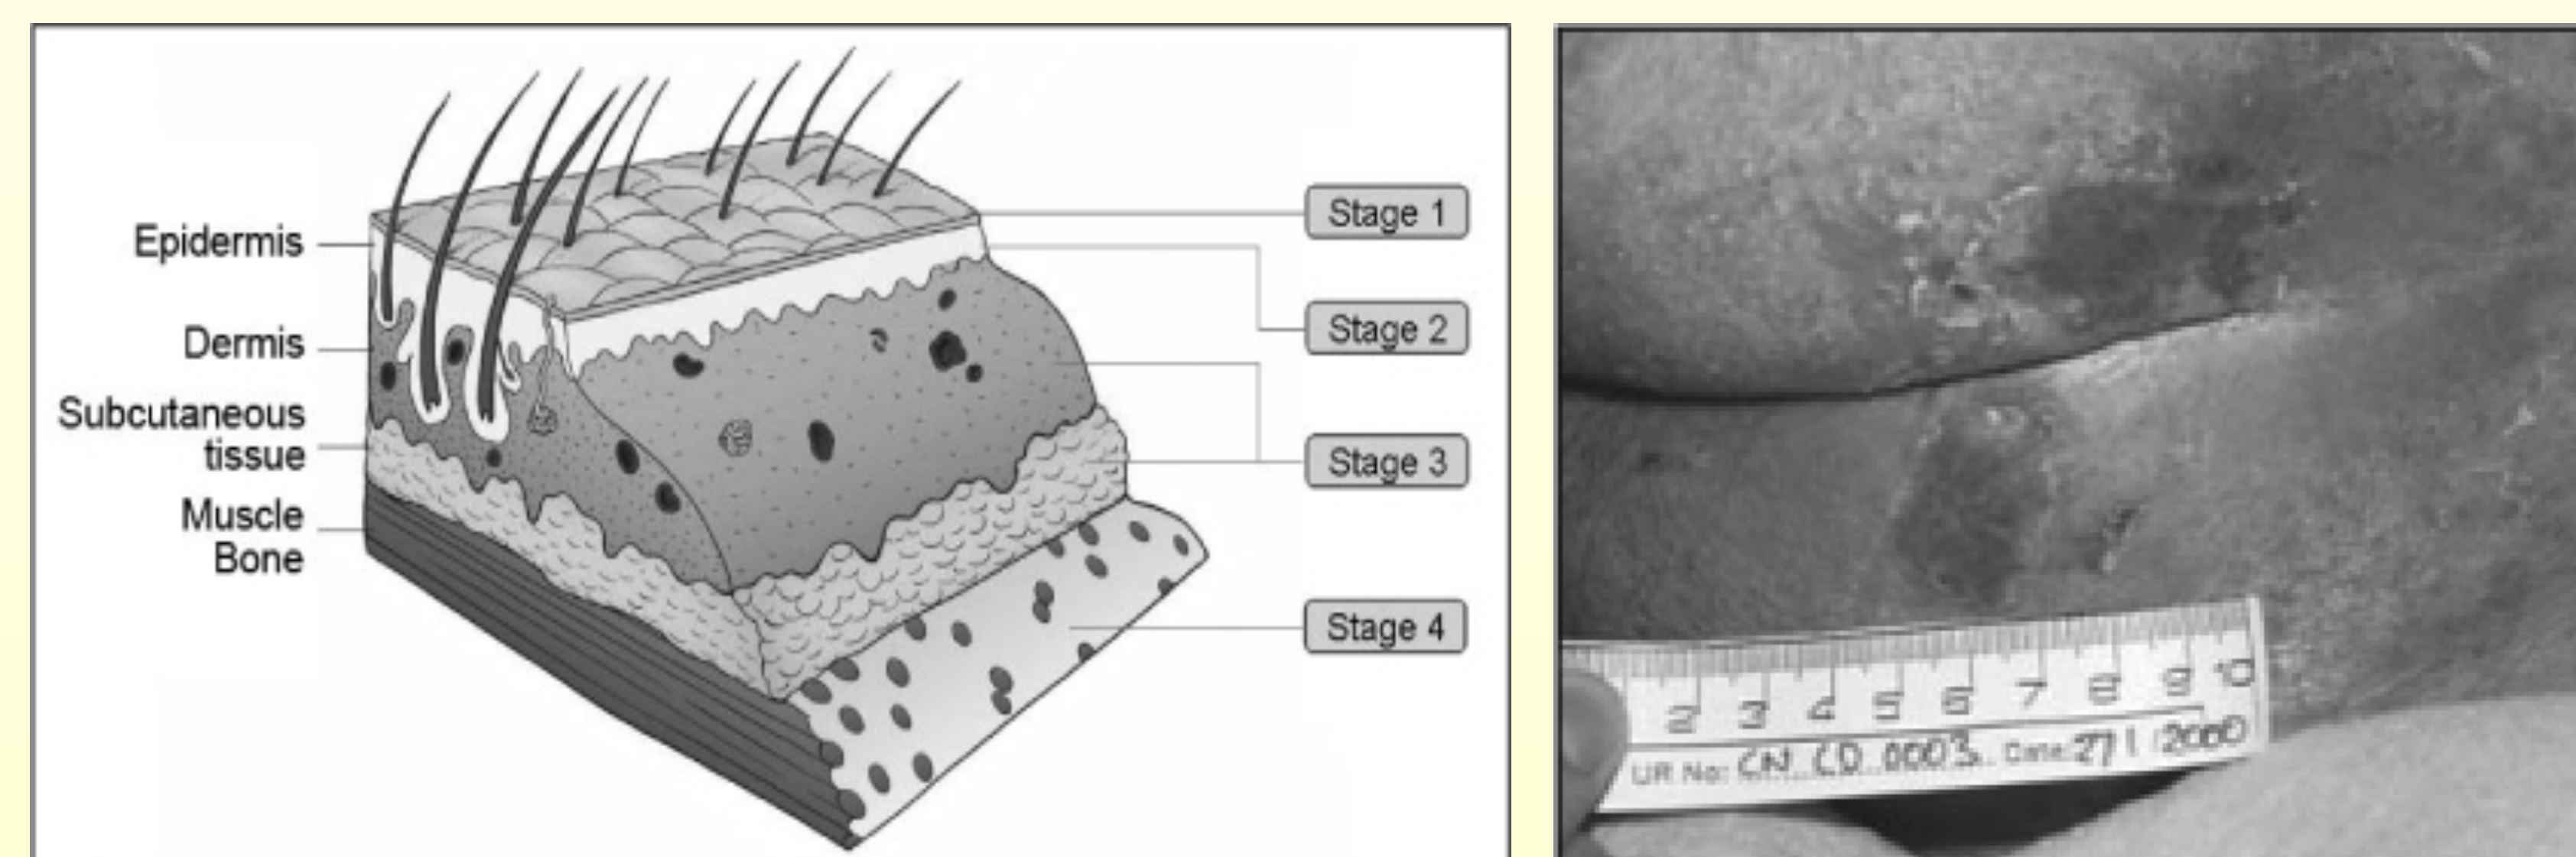 Epidermis
Dermis
Subcutaneous
tissue
Muscle
Bone
Stage 1
Stage 2
Stage 3
Stage 4
2 3 4 5 6 7 8 9 10
UR No: CN CD 0003 Date: 27 1 2000